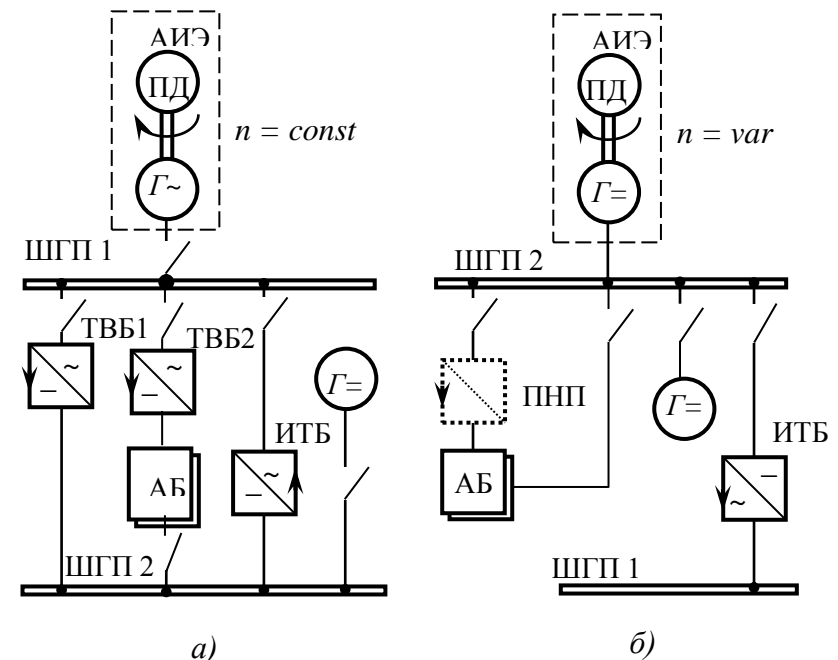 АИЭ
ПД
n = const
Г~
ШГП 1
ТВБ1
ТВБ2
~
–
~
–
Г=
ИТБ
~
–
АБ
ШГП 2
а)
АИЭ
ПД
n = var
Г=
ШГП 2
ПНП
Г=
ИТБ
АБ
–
~
ШГП 1
б)